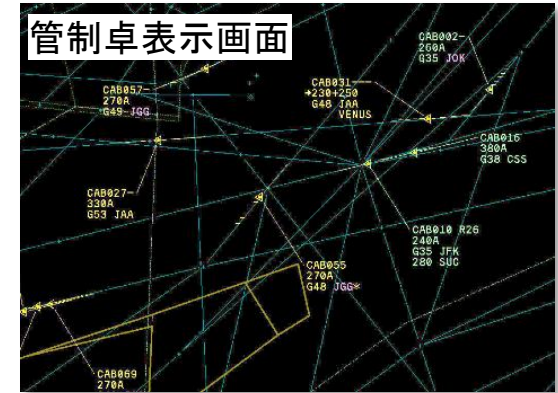 管制卓表示画面
CAB002-
260A
G35 JOK
CAB057-
270A
G49 JGG
CAB031
→230+250
G48 JAA
VENUS
CAB016
380A
G38 CSS
CAB027-
330A
G53 JAA
CAB010 R26
240A
G35 JFK
280 SUC
CAB055
270A
G48 JGG*
CAB069
270A